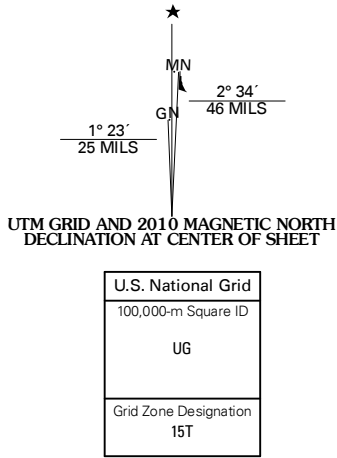 MN
GN
2° 34´
46 MILS
1° 23´
25 MILS
UTM GRID AND 2010 MAGNETIC NORTH
DECLINATION AT CENTER OF SHEET
U.S. National Grid
100,000-m Square ID
UG
Grid Zone Designation
15T